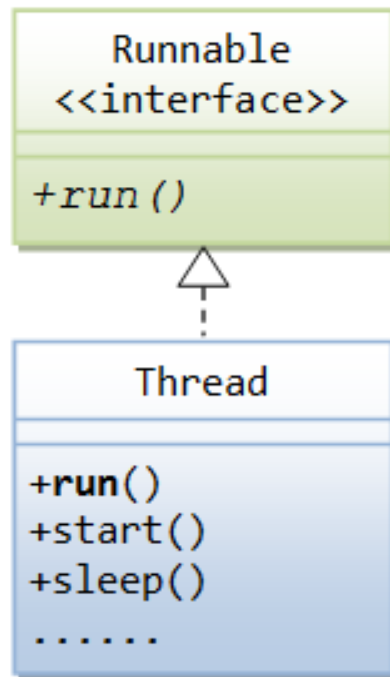 Runnable
<<interface>>
+run()
Thread
+run()
+start()
+sleep()
......